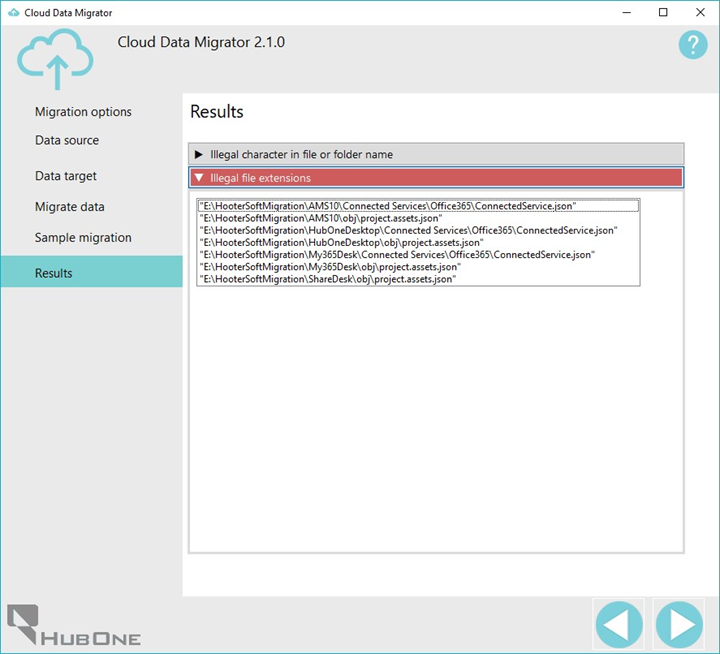 Cloud Data Migrator
Cloud Data Migrator 2.1.0
?
Migration options
Data source
Data target
Migrate data
Sample migration
Results
Results
Illegal character in file or folder name
Illegal file extensions
"E:\HooterSoftMigration\AMS10\Connected Services\Office365\ConnectedService.json"
"E:\HooterSoftMigration\AMS10\obj\project.assets.json"
"E:\HooterSoftMigration\HubOneDesktop\Connected Services\Office365\ConnectedService.json"
"E:\HooterSoftMigration\HubOneDesktop\obj\project.assets.json"
"E:\HooterSoftMigration\My365Desk\Connected Services\Office365\ConnectedService.json"
"E:\HooterSoftMigration\My365Desk\obj\project.assets.json"
"E:\HooterSoftMigration\ShareDesk\obj\project.assets.json"
HUBONE